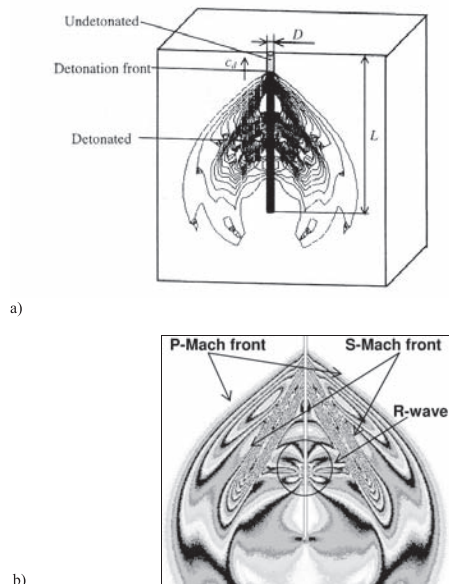 Undetonated
D
Detonation front
c_d
Detonated
L
a)
P-Mach front
S-Mach front
R-wave
b)